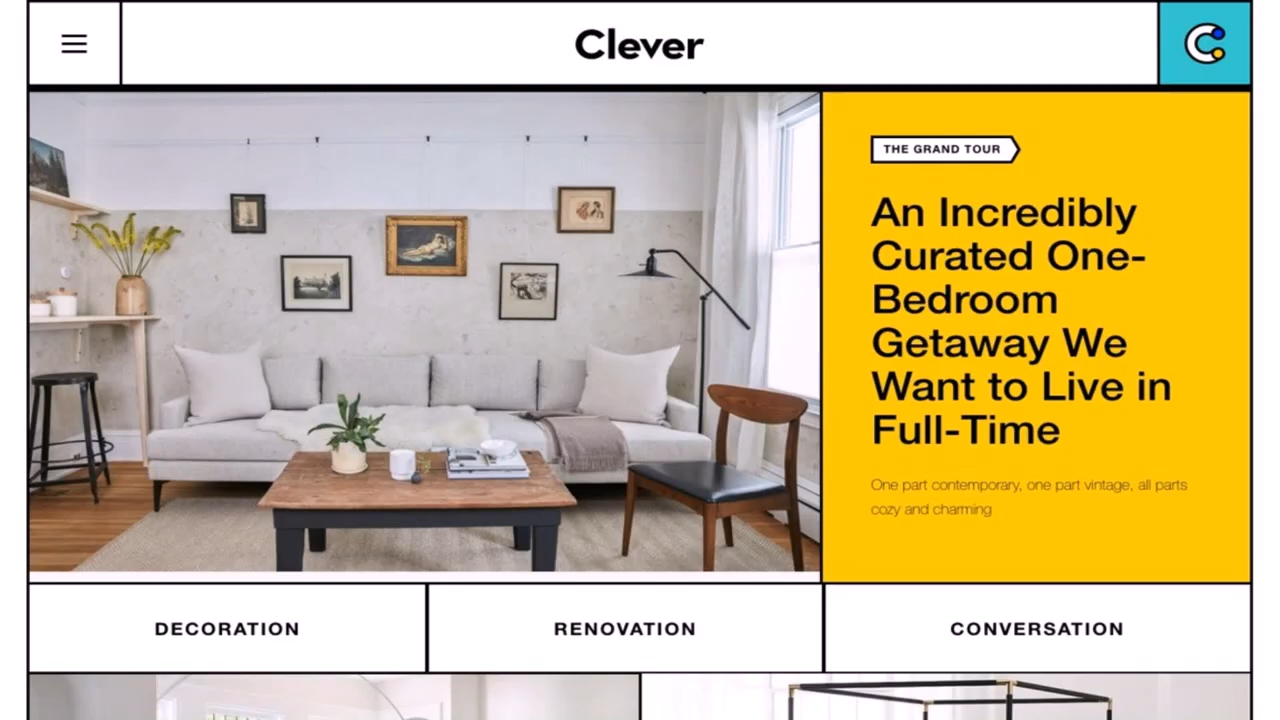 Clever
THE GRAND TOUR
An Incredibly
Curated One-
Bedroom
Getaway We
Want to Live in
Full-Time
One part contemporary, one part vintage, all parts
cozy and charming
DECORATION
RENOVATION
CONVERSATION